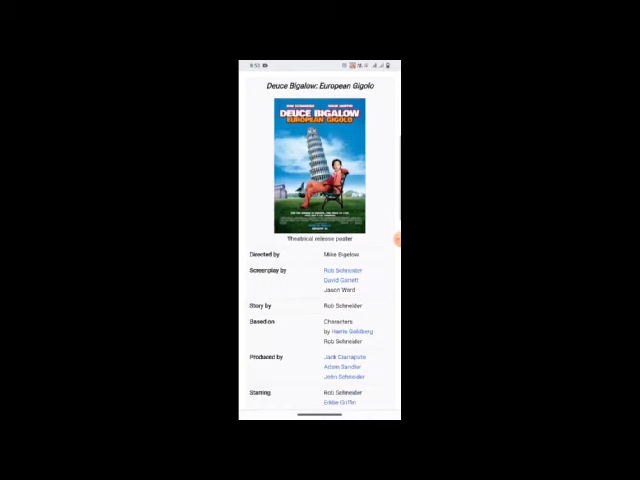 8:52
Deuce Bigalow: European Gigolo
DEUCE BIGALOW
EUROPEAN GIGOLO
Theatrical release poster
Directed by
Mike Bigelow
Screenplay by
Rob Schneider
David Garrett
Jason Ward
Story by
Rob Schneider
Based on
Characters
by Harris Goldberg
Rob Schneider
Produced by
Jack Giarraputo
Adam Sandler
John Schneider
Starring
Rob Schneider
Eddie Griffin